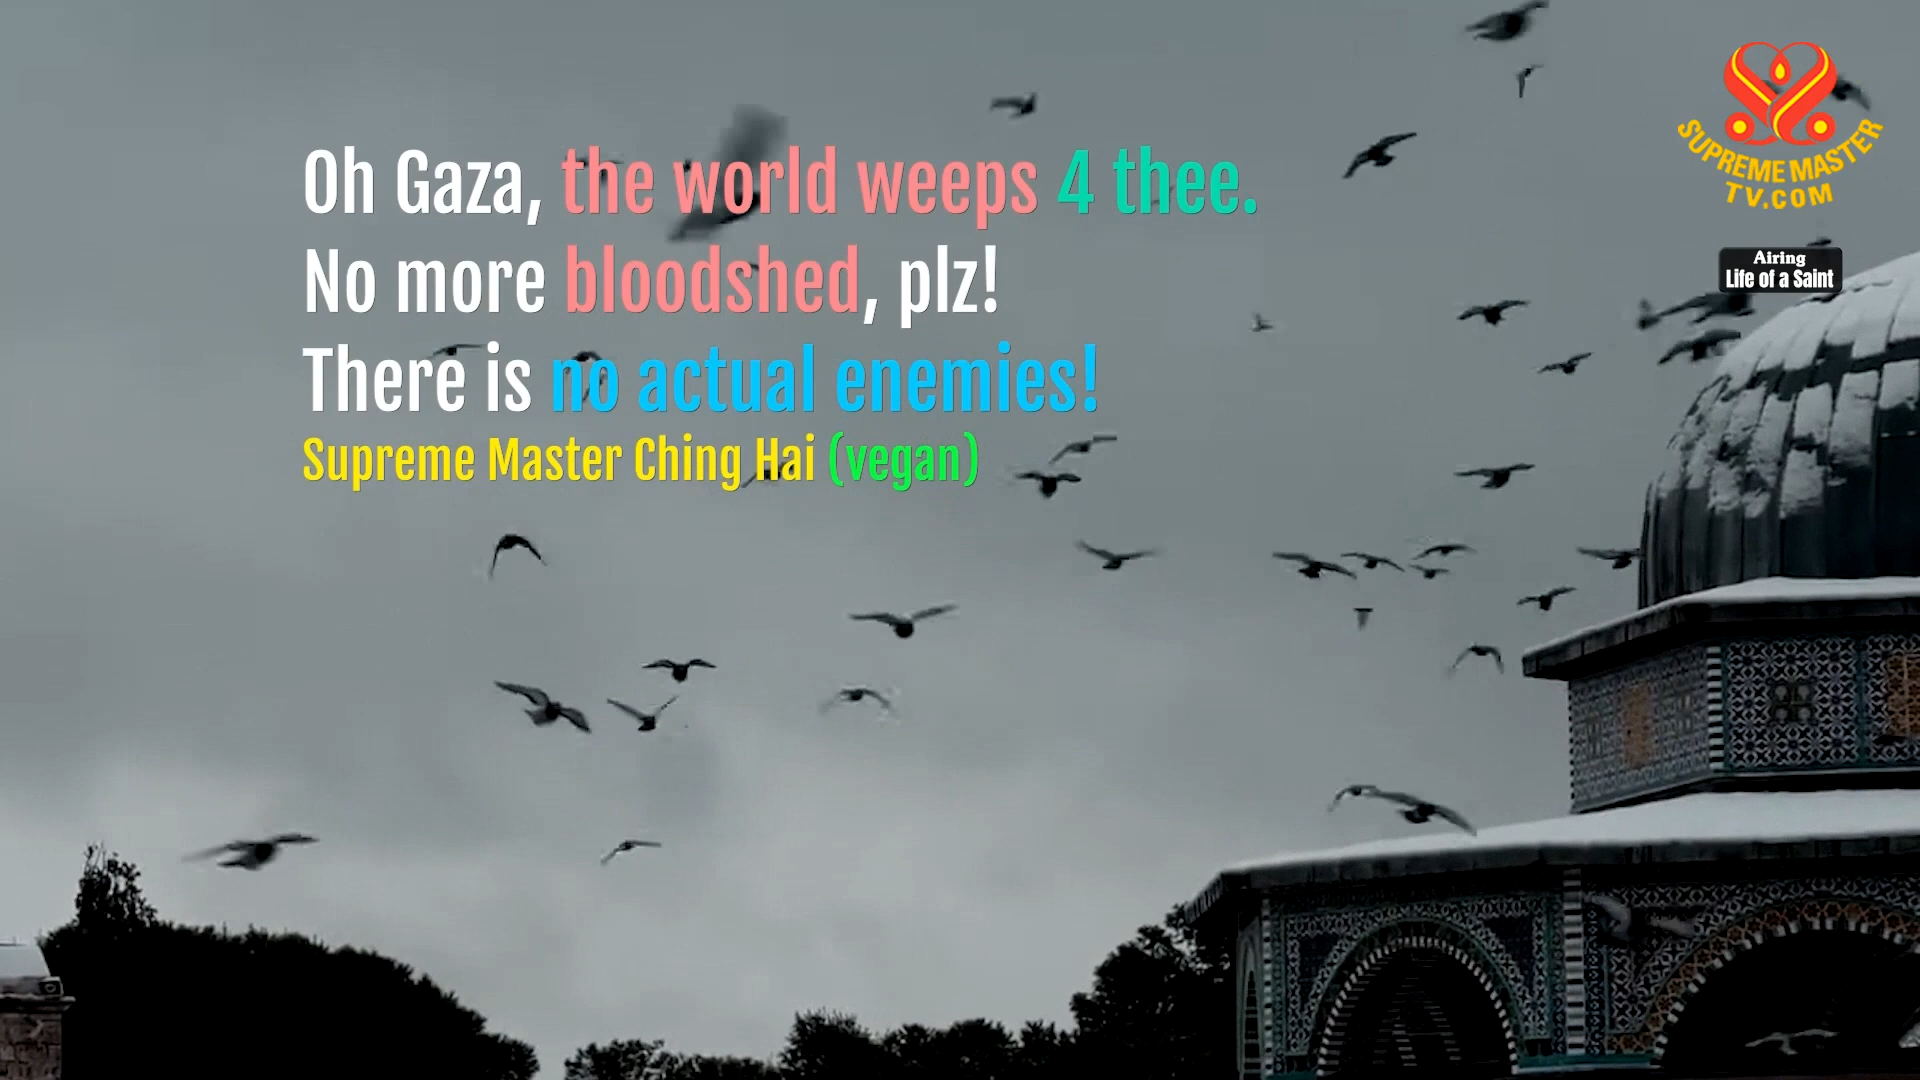 Oh Gaza, the world weeps 4 thee.
No more bloodshed, plz!
There is no actual enemies!
Supreme Master Ching Hai (vegan)
SUPREME MASTER
TV.COM
Airing
Life of a Saint